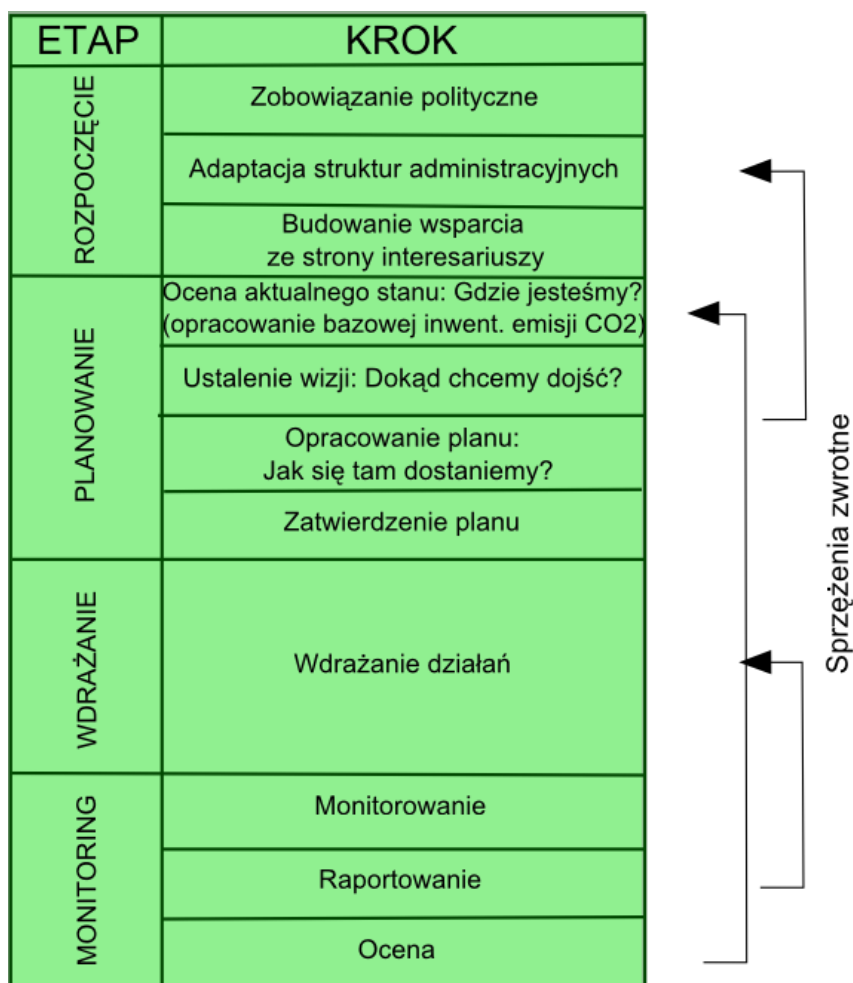 ETAP
KROK
ROZPOCZĘCIE
Zobowiązanie polityczne
Adaptacja struktur administracyjnych
Budowanie wsparcia
ze strony interesariuszy
PLANOWANIE
Ocena aktualnego stanu: Gdzie jesteśmy?
(opracowanie bazowej inwent. emisji CO2)
Ustalenie wizji: Dokąd chcemy dojść?
Opracowanie planu:
Jak się tam dostaniemy?
Zatwierdzenie planu
WDRAŻANIE
Wdrażanie działań
MONITORING
Monitorowanie
Raportowanie
Ocena
Sprzężenia zwrotne